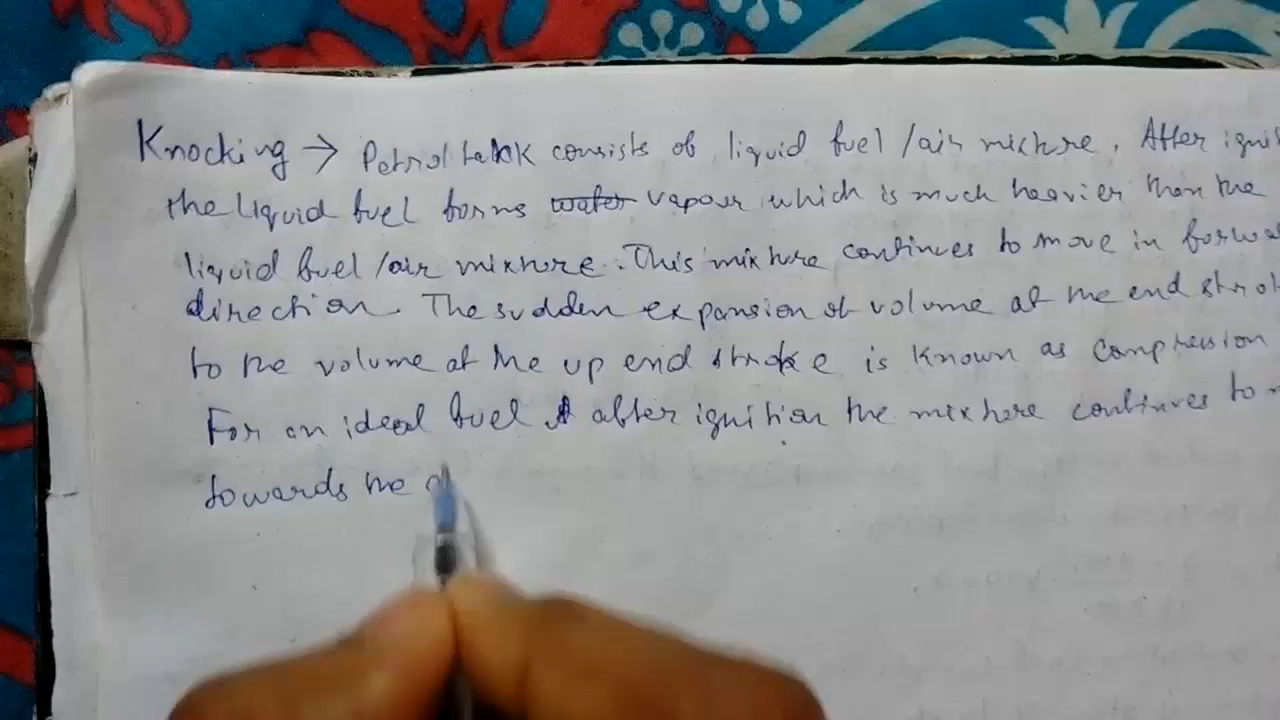 Knocking → Petrol tank consists of liquid fuel /air mixture. After
the liquid fuel forms water vapour which is much heavier than the
liquid fuel /air mixture. This mixture continues to move in
direction. The sudden expansion of volume at the end
to the volume at the up end stroke is known as compression
For an ideal fuel after ignition the mixture continues to
towards the